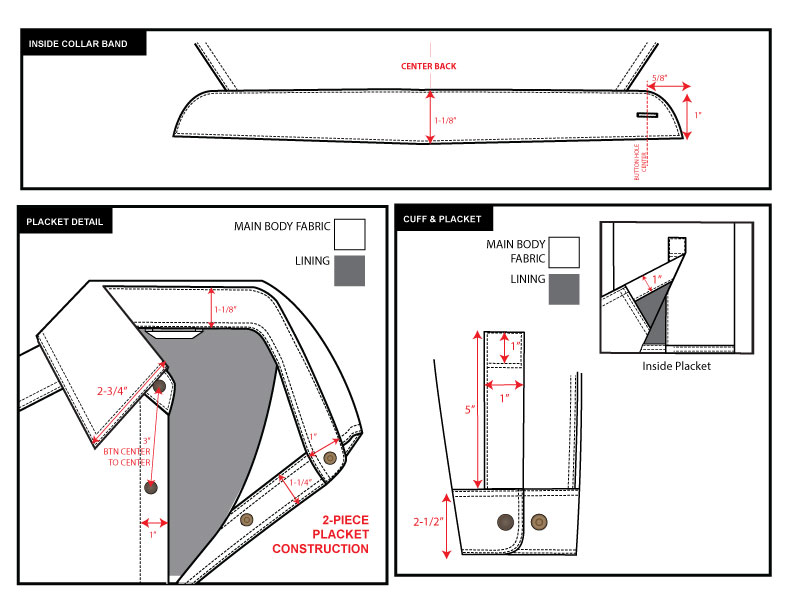 INSIDE COLLAR BAND
CENTER BACK
5/8"
1-1/8"
1"
BUTTON HOLE
CENTER
PLACKET DETAIL
MAIN BODY FABRIC
LINING
1-1/8"
2-3/4"
3"
BTN CENTER
TO CENTER
1"
1-1/4"
1"
2-PIECE
PLACKET
CONSTRUCTION
CUFF & PLACKET
MAIN BODY
FABRIC
LINING
1"
Inside Placket
1"
1"
5"
2-1/2"